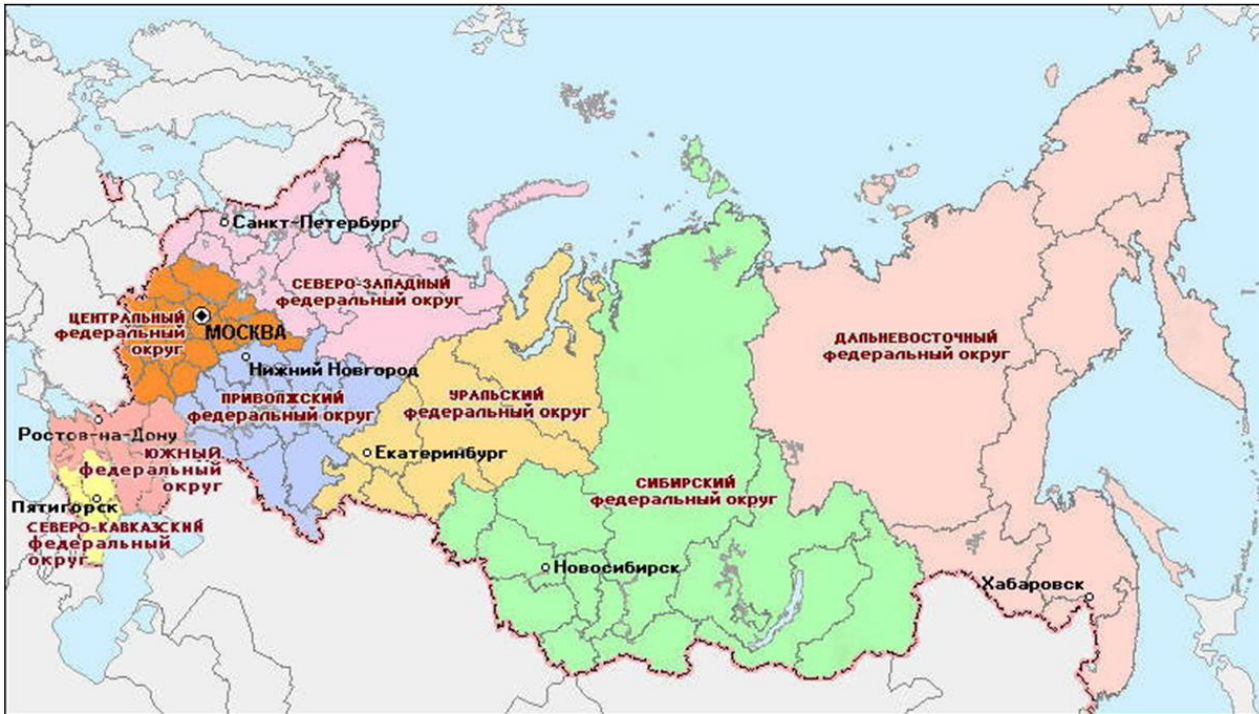 Санкт-Петербург
СЕВЕРО-ЗАПАДНЫЙ
федеральный округ
ЦЕНТРАЛЬНЫЙ
федеральный
округ
МОСКВА
Нижний Новгород
ПРИВОЛЖСКИЙ
федеральный округ
УРАЛЬСКИЙ
федеральный округ
ДАЛЬНЕВОСТОЧНЫЙ
федеральный округ
Ростов-на-Дону
ЮЖНЫЙ
федеральный
округ
Екатеринбург
СИБИРСКИЙ
федеральный округ
Пятигорск
СЕВЕРО-КАВКАЗСКИЙ
федеральный
округ
Новосибирск
Хабаровск